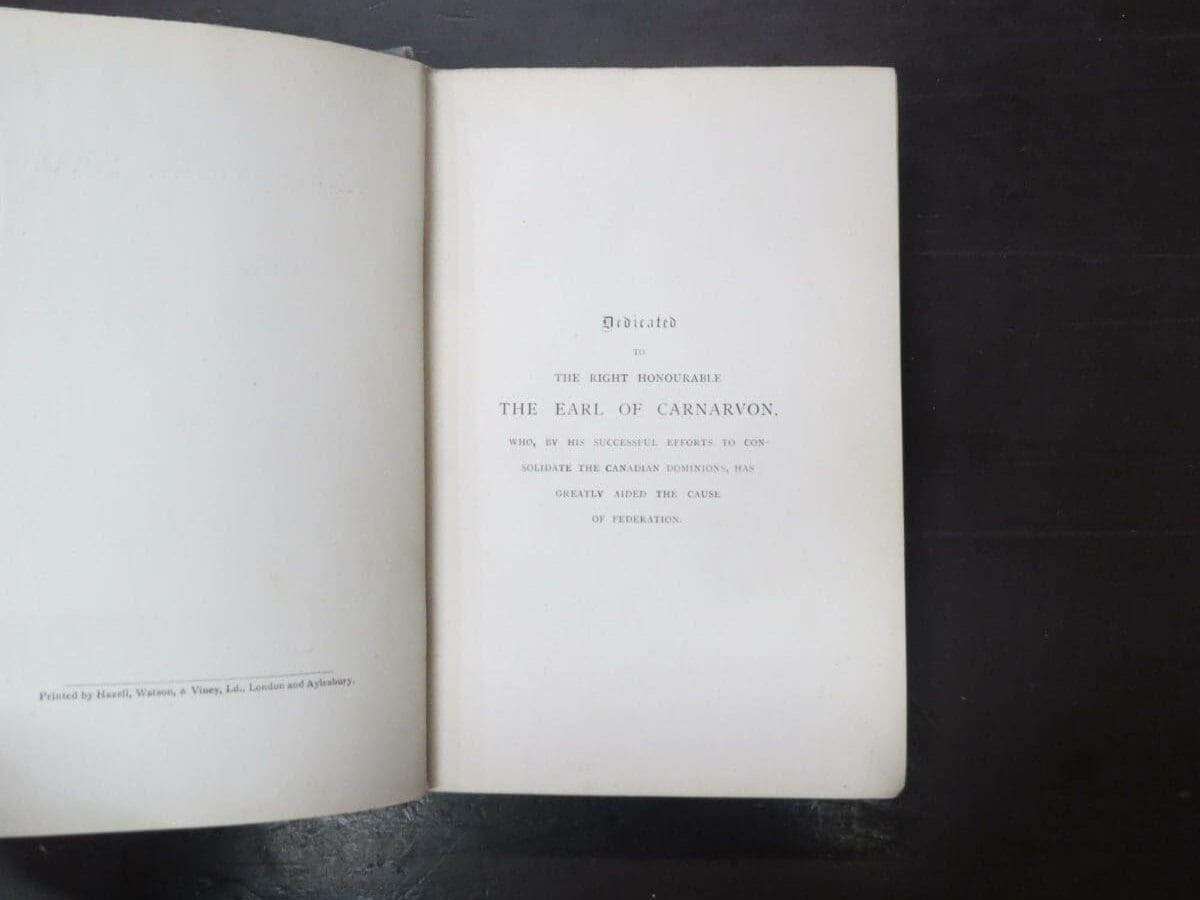 Printed by Hazell, Watson, & Viney, Ld., London and Aylesbury.
Dedicated
TO
THE RIGHT HONOURABLE
THE EARL OF CARNARVON,
WHO, BY HIS SUCCESSFUL EFFORTS TO CON-
SOLIDATE THE CANADIAN DOMINIONS, HAS
GREATLY AIDED THE CAUSE
OF FEDERATION.